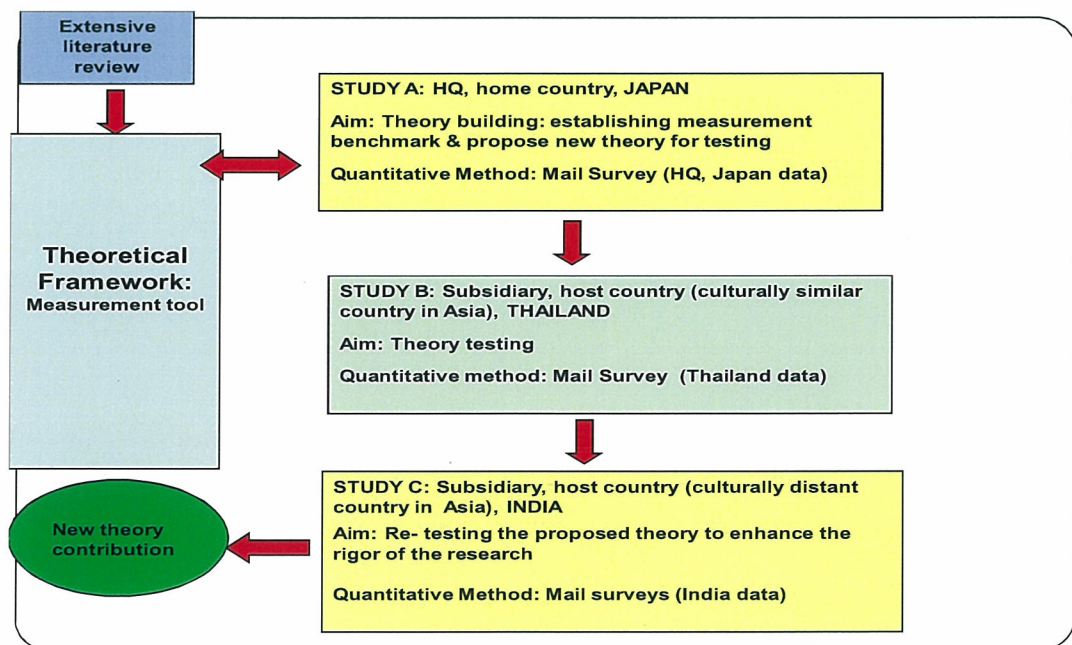 Extensive
literature
review
STUDY A: HQ, home country, JAPAN
Aim: Theory building: establishing measurement
benchmark & propose new theory for testing
Quantitative Method: Mail Survey (HQ, Japan data)
Theoretical
Framework:
Measurement tool
STUDY B: Subsidiary, host country (culturally similar
country in Asia), THAILAND
Aim: Theory testing
Quantitative method: Mail Survey (Thailand data)
STUDY C: Subsidiary, host country (culturally distant
country in Asia), INDIA
Aim: Re- testing the proposed theory to enhance the
rigor of the research
Quantitative Method: Mail surveys (India data)
New theory
contribution